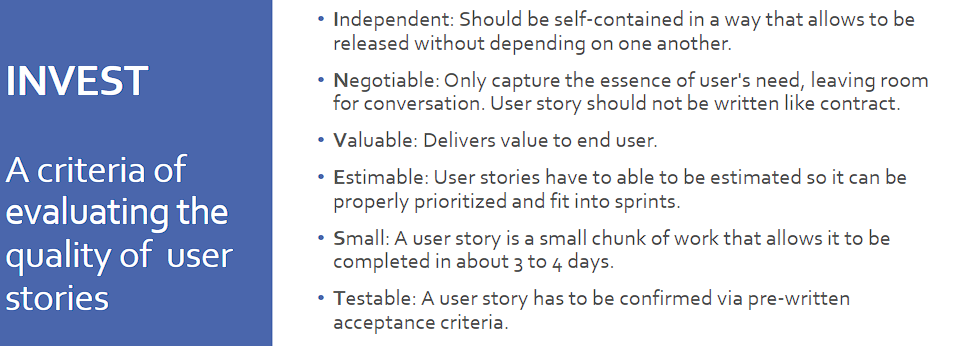 INVEST
A criteria of
evaluating the
quality of user
stories
• Independent: Should be self-contained in a way that allows to be
released without depending on one another.
• Negotiable: Only capture the essence of user's need, leaving room
for conversation. User story should not be written like contract.
• Valuable: Delivers value to end user.
• Estimable: User stories have to able to be estimated so it can be
properly prioritized and fit into sprints.
• Small: A user story is a small chunk of work that allows it to be
completed in about 3 to 4 days.
• Testable: A user story has to be confirmed via pre-written
acceptance criteria.